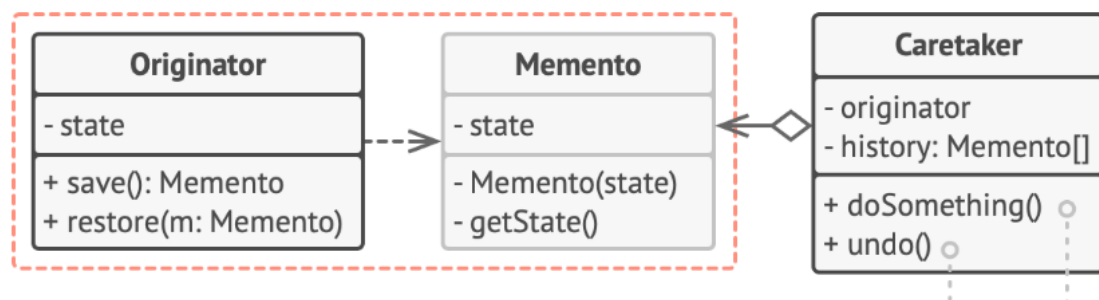 Originator
- state
+ save(): Memento
+ restore(m: Memento)
Memento
- state
- Memento(state)
- getState()
Caretaker
- originator
- history: Memento[]
+ doSomething()
+ undo()